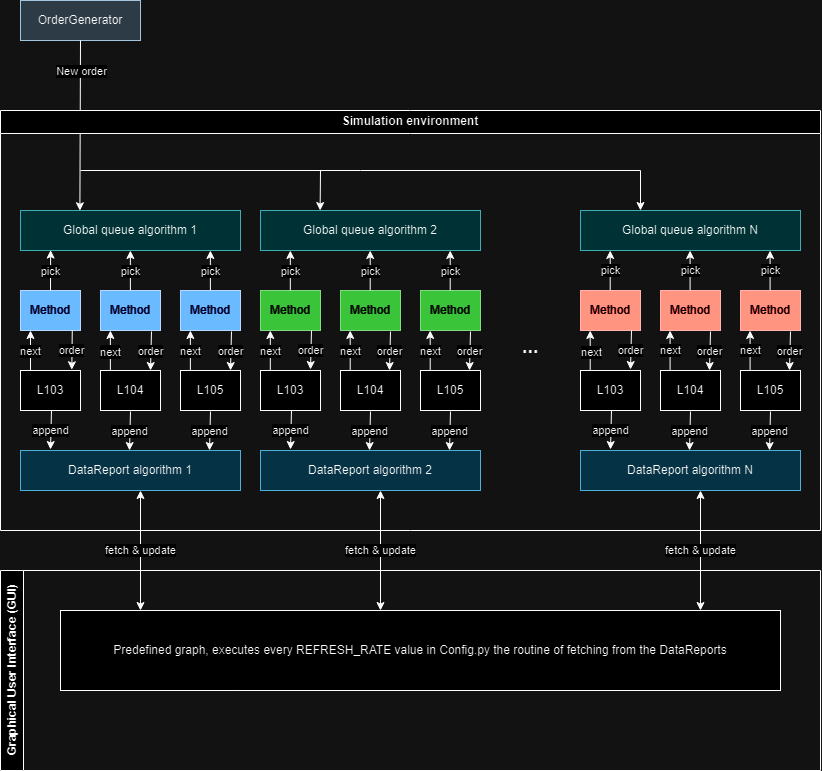 OrderGenerator
New order
Simulation environment
Global queue algorithm 1
Global queue algorithm 2
Global queue algorithm N
pick pick pick pick pick pick pick pick pick
Method Method Method Method Method Method Method Method Method
next order next order next order next order next order next order ... next order next order next order
L103 L104 L105 L103 L104 L105 L103 L104 L105
append append append append append append append append append
DataReport algorithm 1
DataReport algorithm 2
DataReport algorithm N
fetch & update fetch & update fetch & update
Graphical User Interface (GUI)
Predefined graph, executes every REFRESH_RATE value in Config.py the routine of fetching from the DataReports